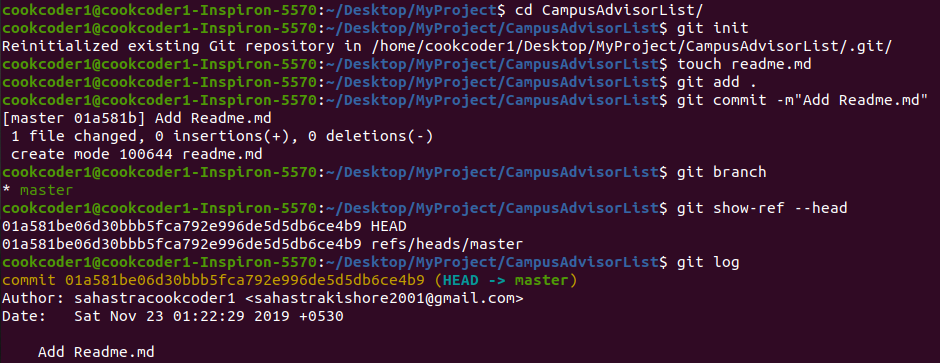 cookcoder1@cookcoder1-Inspiron-5570:~/Desktop/MyProject$ cd CampusAdvisorList/
cookcoder1@cookcoder1-Inspiron-5570:~/Desktop/MyProject/CampusAdvisorList$ git init
Reinitialized existing Git repository in /home/cookcoder1/Desktop/MyProject/CampusAdvisorList/.git/
cookcoder1@cookcoder1-Inspiron-5570:~/Desktop/MyProject/CampusAdvisorList$ touch readme.md
cookcoder1@cookcoder1-Inspiron-5570:~/Desktop/MyProject/CampusAdvisorList$ git add .
cookcoder1@cookcoder1-Inspiron-5570:~/Desktop/MyProject/CampusAdvisorList$ git commit -m"Add Readme.md"
[master 01a581b] Add Readme.md
 1 file changed, 0 insertions(+), 0 deletions(-)
 create mode 100644 readme.md
cookcoder1@cookcoder1-Inspiron-5570:~/Desktop/MyProject/CampusAdvisorList$ git branch
* master
cookcoder1@cookcoder1-Inspiron-5570:~/Desktop/MyProject/CampusAdvisorList$ git show-ref --head
01a581be06d30bbb5fca792e996de5d5db6ce4b9 HEAD
01a581be06d30bbb5fca792e996de5d5db6ce4b9 refs/heads/master
cookcoder1@cookcoder1-Inspiron-5570:~/Desktop/MyProject/CampusAdvisorList$ git log
commit 01a581be06d30bbb5fca792e996de5d5db6ce4b9 (HEAD -> master)
Author: sahastracookcoder1 <sahastrakishore2001@gmail.com>
Date:   Sat Nov 23 01:22:29 2019 +0530

    Add Readme.md